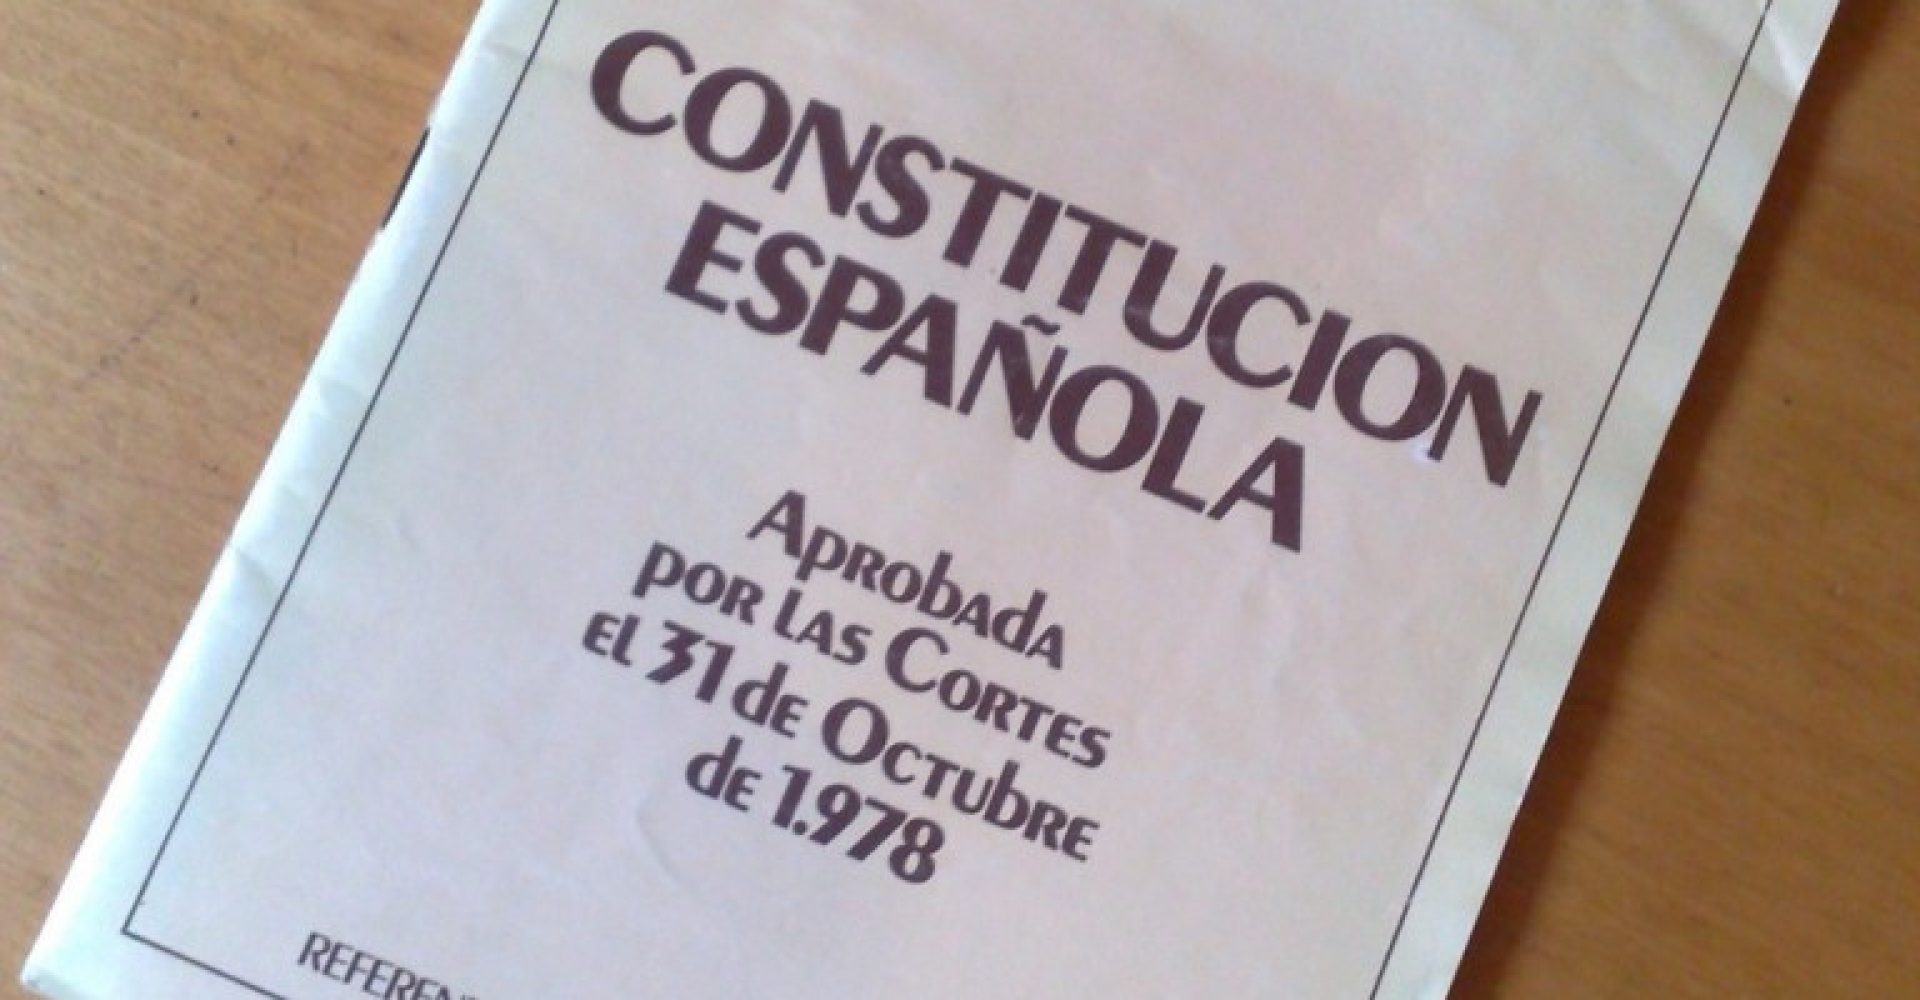 CONSTITUCION
ESPAÑOLA
Aprobada
por las Cortes
el 31 de Octubre
de 1.978